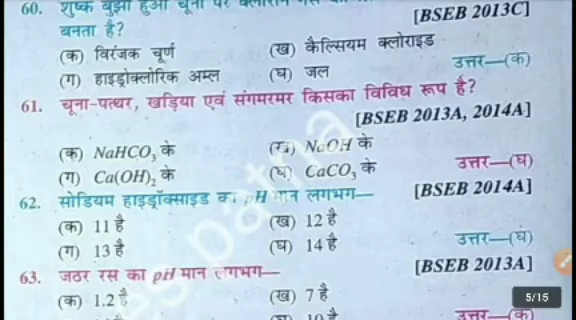 60. शुष्क बुझा हुआ चूना पर क्लोरीन गैस
[BSEB 2013C]
बनता है?
(क) विरंजक चूर्ण (ख) कैल्सियम क्लोराइड
(ग) हाइड्रोक्लोरिक अम्ल (घ) जल उत्तर—(क)
61. चूना-पत्थर, खड़िया एवं संगमरमर किसका विविध रूप है?
[BSEB 2013A, 2014A]
(क) NaHCO₃ के (ख) NaOH के
(ग) Ca(OH)₂ के (घ) CaCO₃ के उत्तर—(घ)
62. सोडियम हाइड्रॉक्साइड का pH मान लगभग— [BSEB 2014A]
(क) 11 है (ख) 12 है
(ग) 13 है (घ) 14 है उत्तर—(घ)
63. जठर रस का pH मान लगभग— [BSEB 2013A]
(क) 1.2 है (ख) 7 है
5/15
10 है उत्तर—(क)
patna